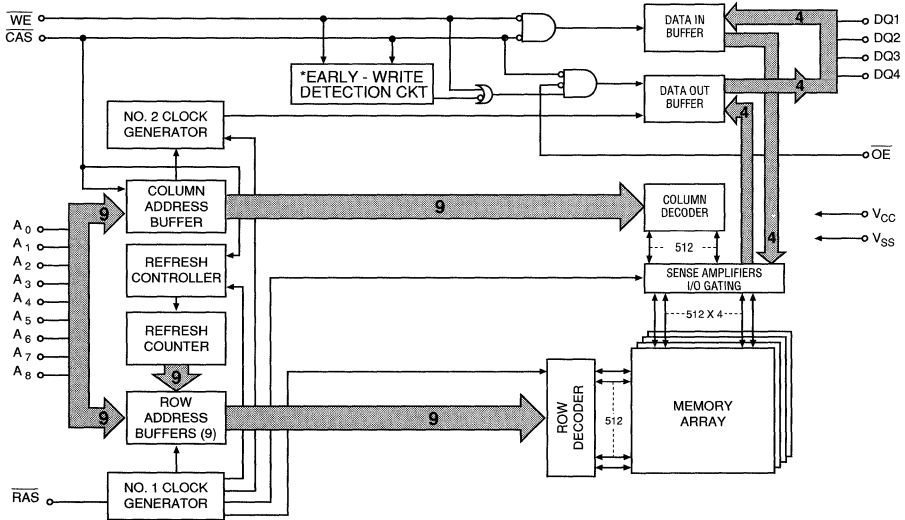 WE
CAS
*EARLY - WRITE
DETECTION CKT
DATA IN
BUFFER
4
DQ1
DQ2
DQ3
DQ4
DATA OUT
BUFFER
4
4
4
NO. 2 CLOCK
GENERATOR
OE
COLUMN
ADDRESS
BUFFER
9
9
COLUMN
DECODER
VCC
VSS
512
A0
A1
A2
A3
A4
A5
A6
A7
A8
REFRESH
CONTROLLER
SENSE AMPLIFIERS
I/O GATING
512 X 4
REFRESH
COUNTER
9
9
ROW
ADDRESS
BUFFERS (9)
9
ROW
DECODER
512
MEMORY
ARRAY
RAS
NO. 1 CLOCK
GENERATOR